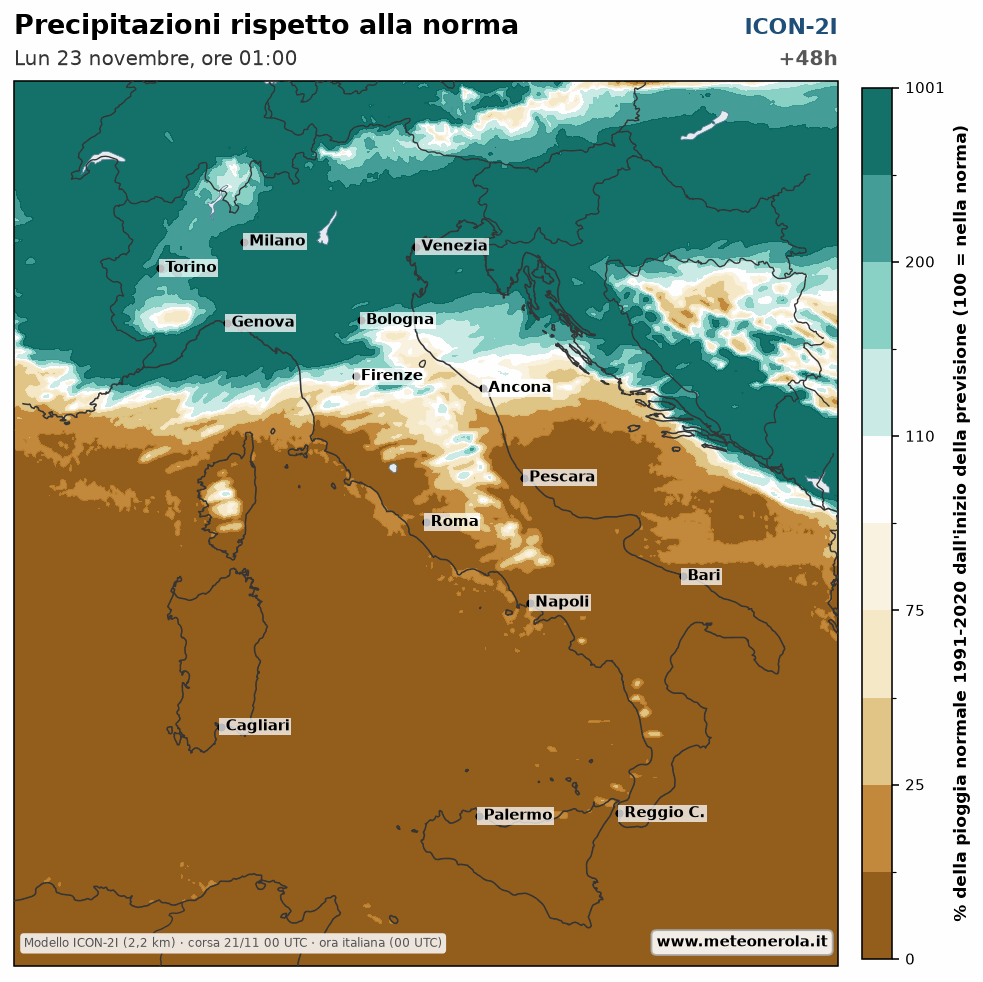 Precipitazioni rispetto alla norma
ICON-2I
Lun 23 novembre, ore 01:00
+48h
1001
200
110
75
25
0
% della pioggia normale 1991-2020 dall'inizio della previsione (100 = nella norma)
Milano
Venezia
Torino
Genova
Bologna
Firenze
Ancona
Pescara
Roma
Bari
Napoli
Cagliari
Palermo
Reggio C.
Modello ICON-2I (2,2 km) · corsa 21/11 00 UTC · ora italiana (00 UTC)
www.meteonerola.it